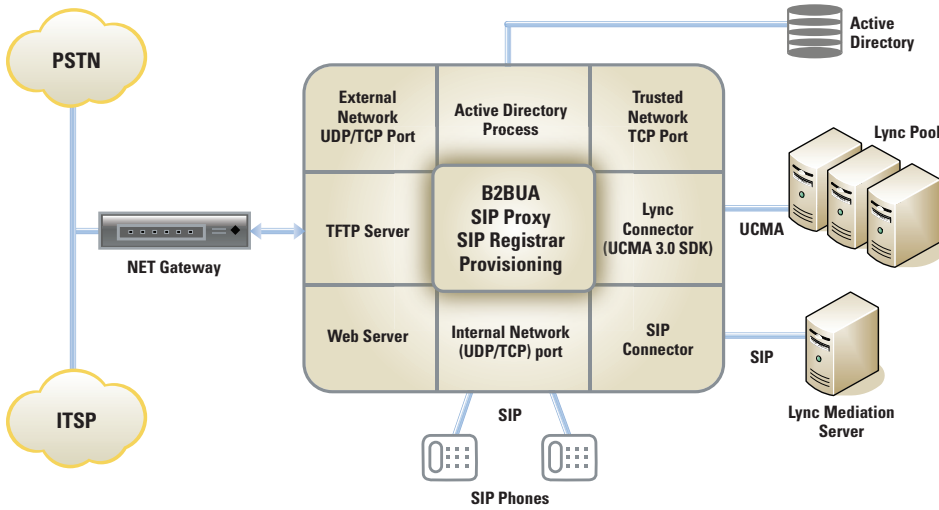 PSTN
ITSP
NET Gateway
External
Network
UDP/TCP Port
Active Directory
Process
Trusted
Network
TCP Port
TFTP Server
B2BUA
SIP Proxy
SIP Registrar
Provisioning
Lync
Connector
(UCMA 3.0 SDK)
Web Server
Internal Network
(UDP/TCP) port
SIP
Connector
Active
Directory
Lync Pool
UCMA
SIP
Lync Mediation
Server
SIP
SIP Phones